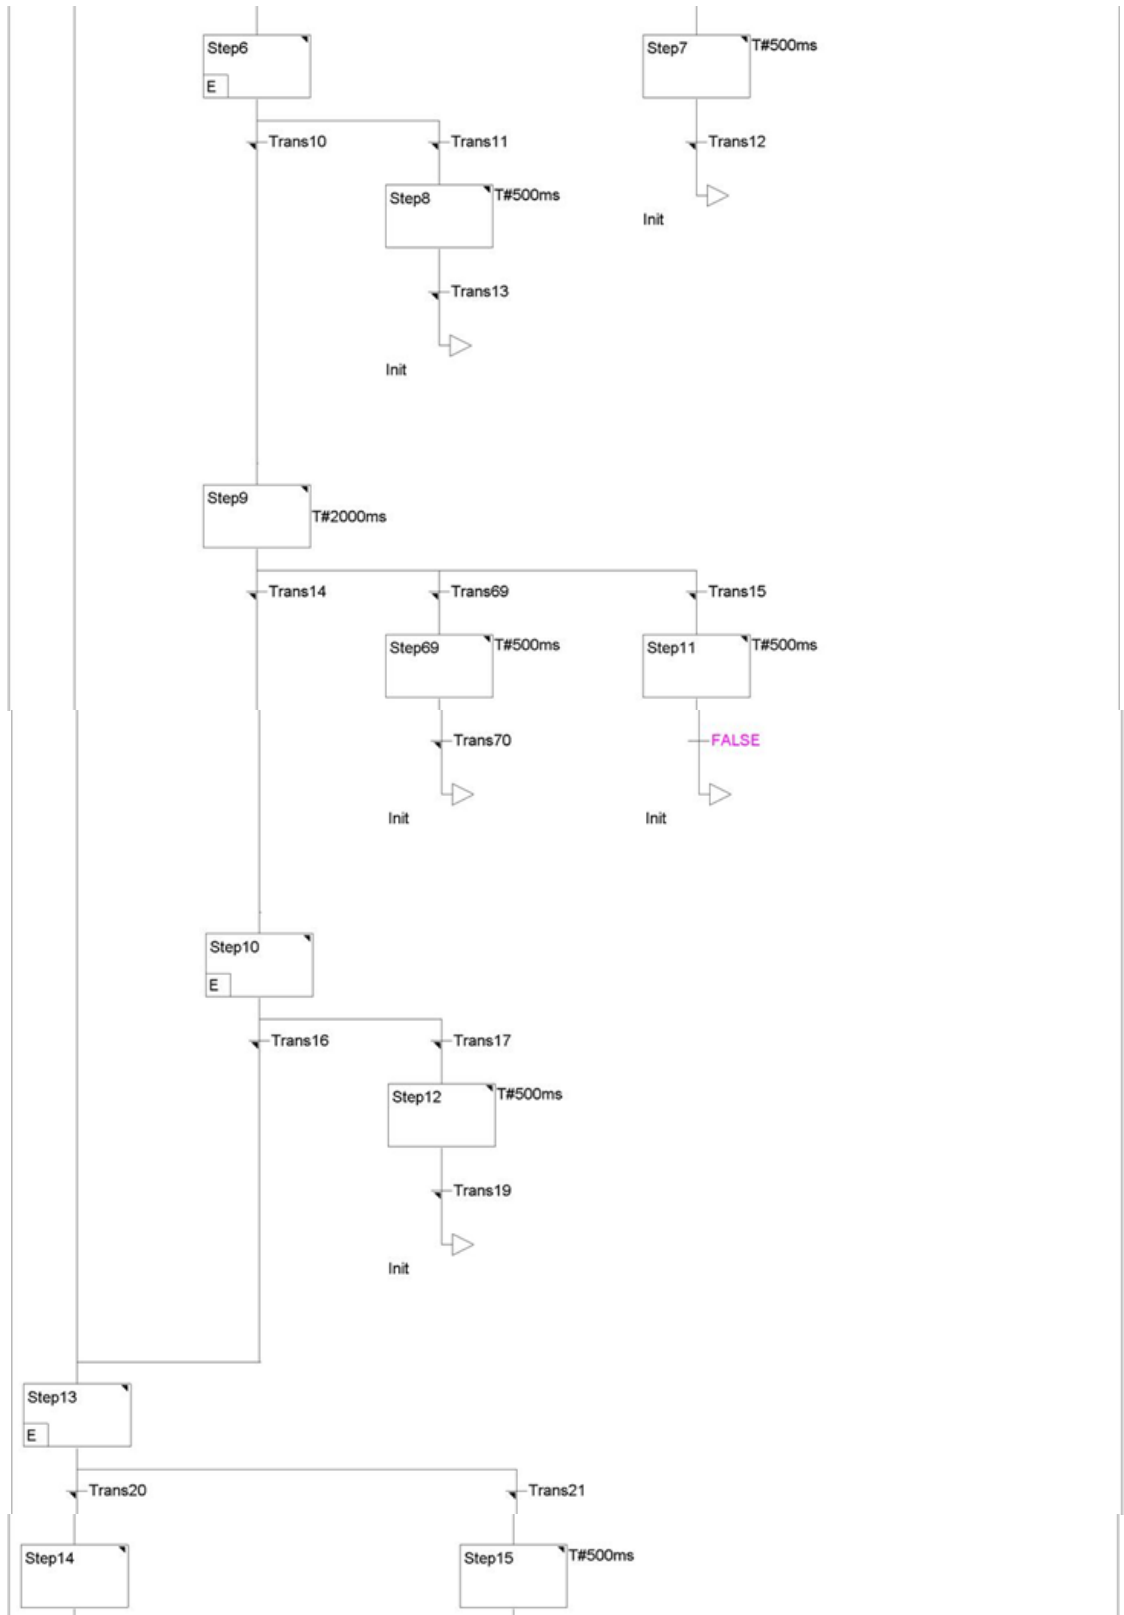 Step6
E
Step7
T#500ms
Trans10
Trans11
Trans12
Step8
T#500ms
Init
Trans13
Init
Step9
T#2000ms
Trans14
Trans69
Trans15
Step69
T#500ms
Step11
T#500ms
Trans70
FALSE
Init
Init
Step10
E
Trans16
Trans17
Step12
T#500ms
Trans19
Init
Step13
E
Trans20
Trans21
Step14
Step15
T#500ms